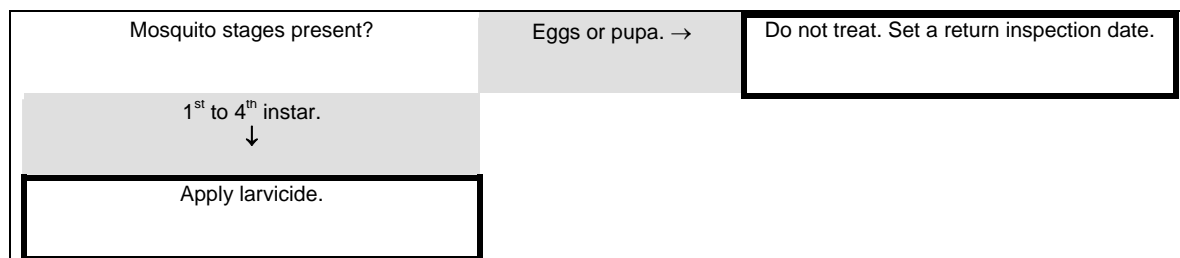 Mosquito stages present?
Eggs or pupa. →
Do not treat. Set a return inspection date.
1st to 4th instar.
↓
Apply larvicide.